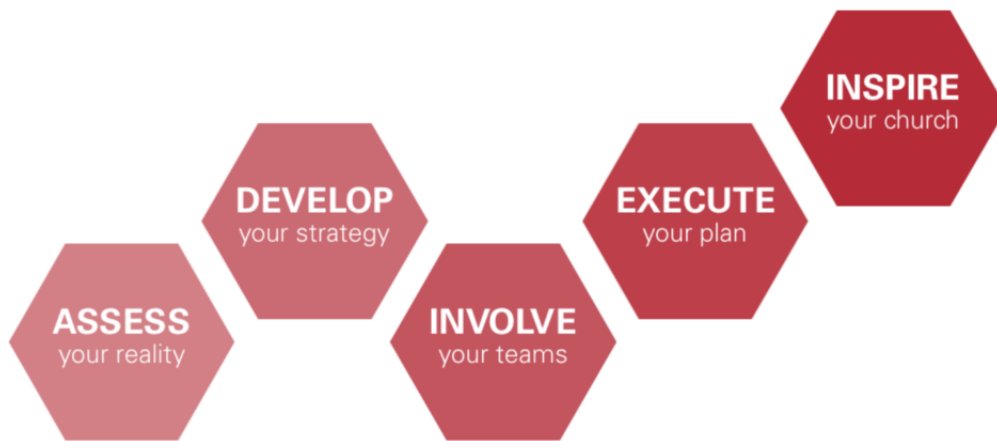 ASSESS
your reality
DEVELOP
your strategy
INVOLVE
your teams
EXECUTE
your plan
INSPIRE
your church